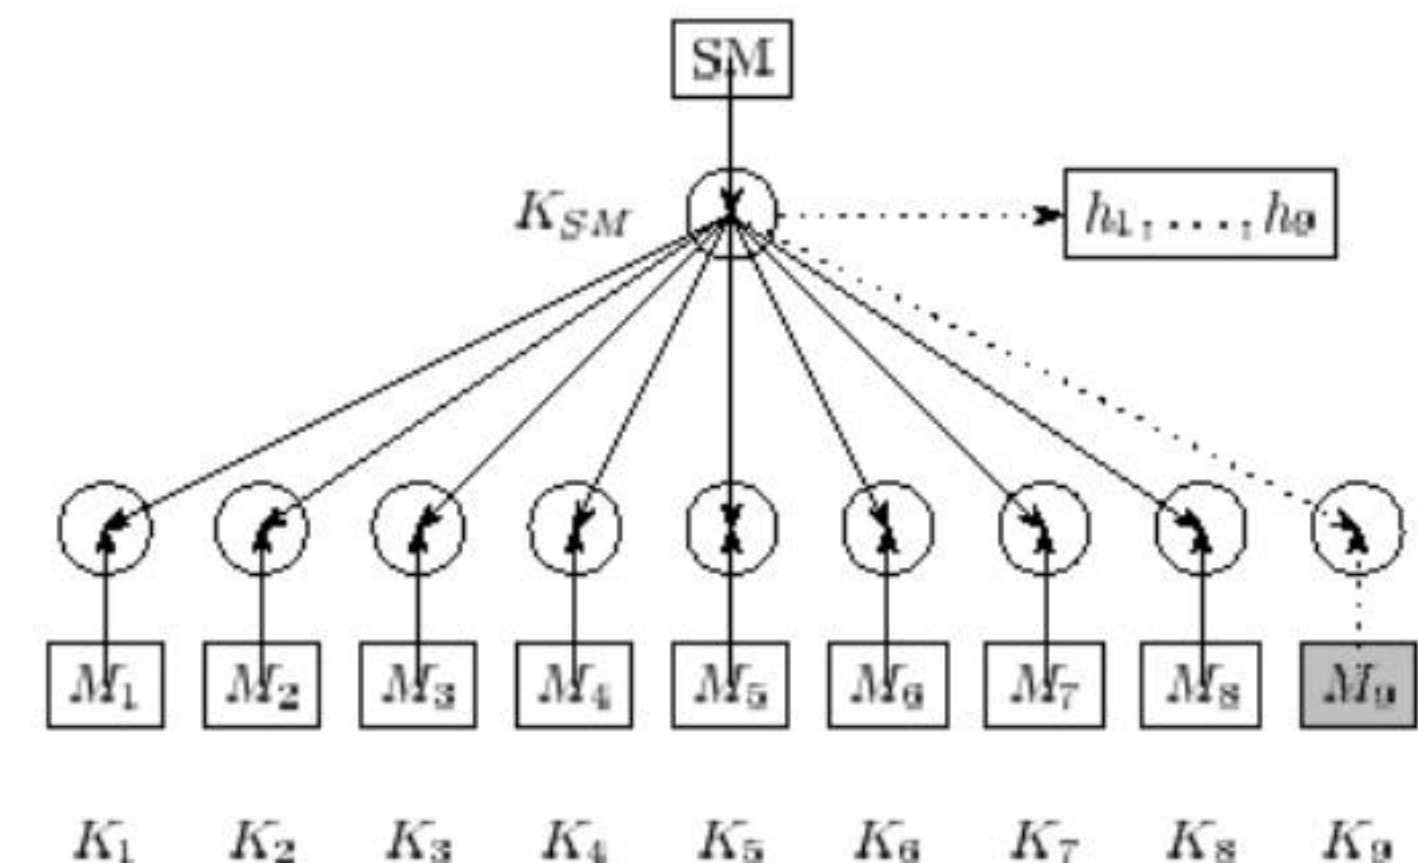 SM
K_{SM}
h_1, ...., h_9
M_1 M_2 M_3 M_4 M_5 M_6 M_7 M_8 M_9
K_1 K_2 K_3 K_4 K_5 K_6 K_7 K_8 K_9